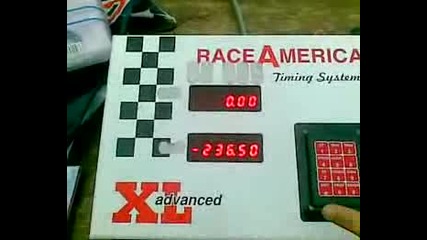 RACEAMERICA
Timing System
0.00
-236.50
XL advanced